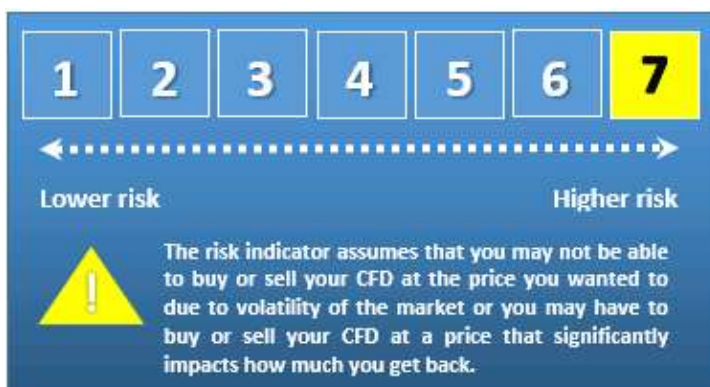 1 2 3 4 5 6 7
Lower risk Higher risk
!
The risk indicator assumes that you may not be able
to buy or sell your CFD at the price you wanted to
due to volatility of the market or you may have to
buy or sell your CFD at a price that significantly
impacts how much you get back.